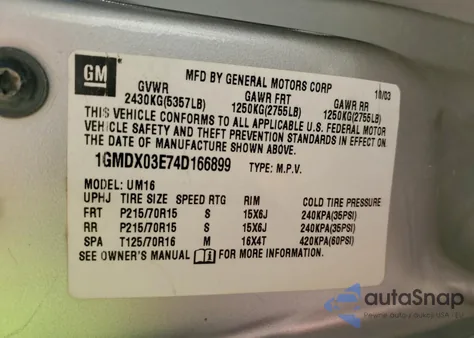 GM
MFD BY GENERAL MOTORS CORP 10/03
GVWR GAWR FRT GAWR RR
2430KG(5357LB) 1250KG(2755LB) 1250KG(2755LB)
THIS VEHICLE CONFORMS TO ALL APPLICABLE U.S. FEDERAL MOTOR
VEHICLE SAFETY AND THEFT PREVENTION STANDARDS IN EFFECT ON
THE DATE OF MANUFACTURE SHOWN ABOVE.
1GMDX03E74D166899 TYPE: M.P.V.
MODEL: UM16
UPHJ TIRE SIZE SPEED RTG RIM COLD TIRE PRESSURE
FRT P215/70R15 S 15X6J 240KPA(35PSI)
RR P215/70R15 S 15X6J 240KPA(35PSI)
SPA T125/70R16 M 16X4T 420KPA(60PSI)
SEE OWNER'S MANUAL FOR MORE INFORMATION.
autoSnap